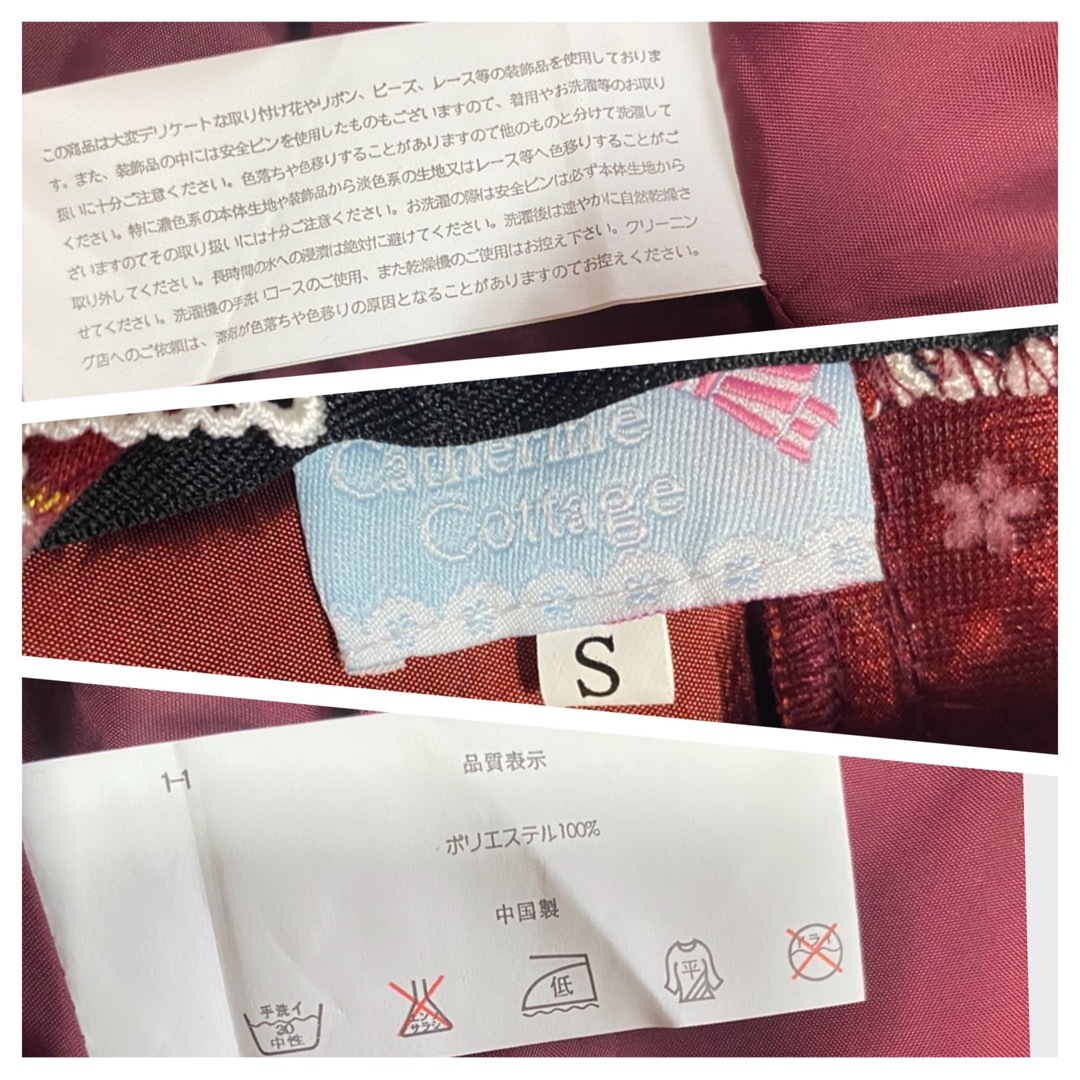 この商品は大変デリケートな取り付け花やリボン、ビーズ、レース等の装飾品を使用しておりま
す。また、装飾品の中には安全ピンを使用したものもございますので、着用やお洗濯等のお取り
扱いに十分ご注意ください。色落ちや色移りすることがありますので他のものと分けて洗濯して
ください。特に濃色系の本体生地や装飾品から淡色系の生地又はレース等へ色移りすることがご
ざいますのでその取り扱いには十分ご注意ください。お洗濯の際は安全ピンは必ず本体生地から
取り外してください。長時間の水への浸漬は絶対に避けてください。洗濯後は速やかに自然乾燥さ
せてください。洗濯機の手洗いコースのご使用、また乾燥機のご使用はお控え下さい。クリーニン
グ店へのご依頼は、溶剤が色落ちや色移りの原因となることがありますのでお控えください。
Catherine
Cottage
S
1-1
品質表示
ポリエステル100%
中国製
手洗イ
30
中性
エンソ
サラシ
低
平
ドライ